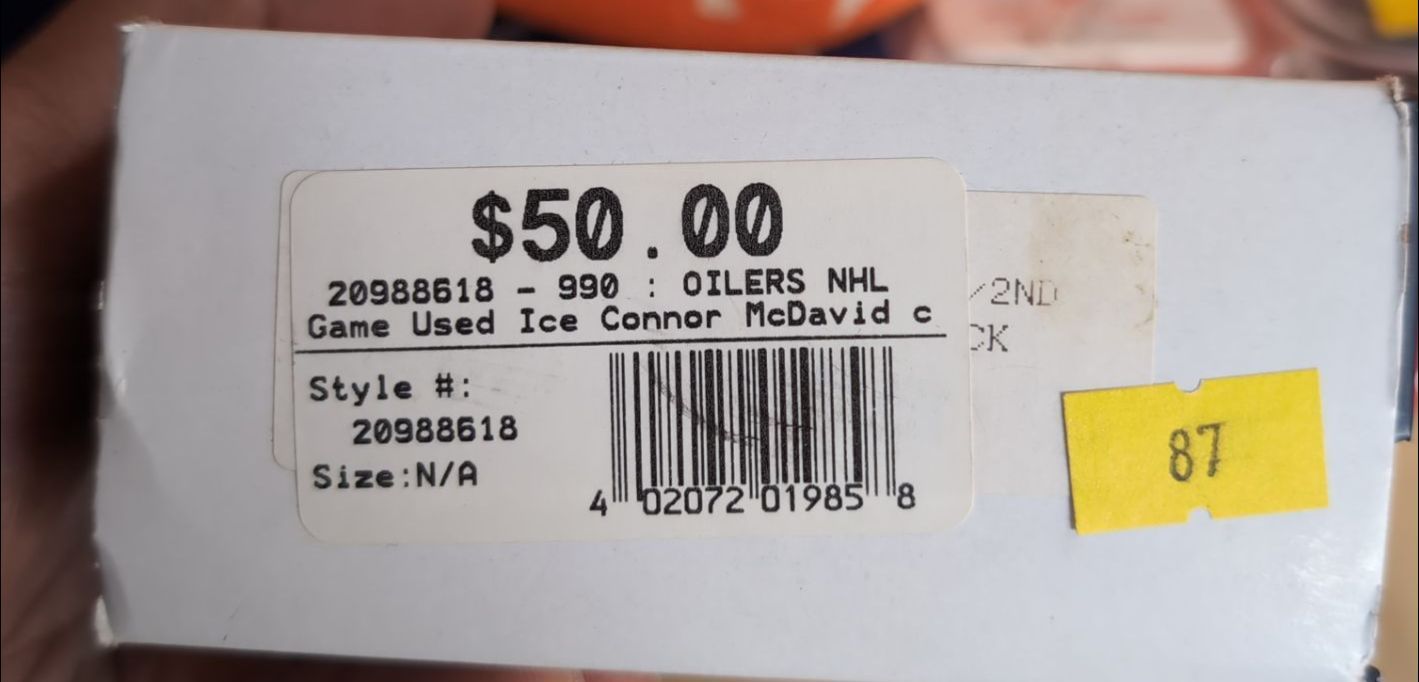 $50.00
20988618 - 990 : OILERS NHL
Game Used Ice Connor McDavid c
Style #:
20988618
Size:N/A
4 02072 01985 8
/2ND
CK
87